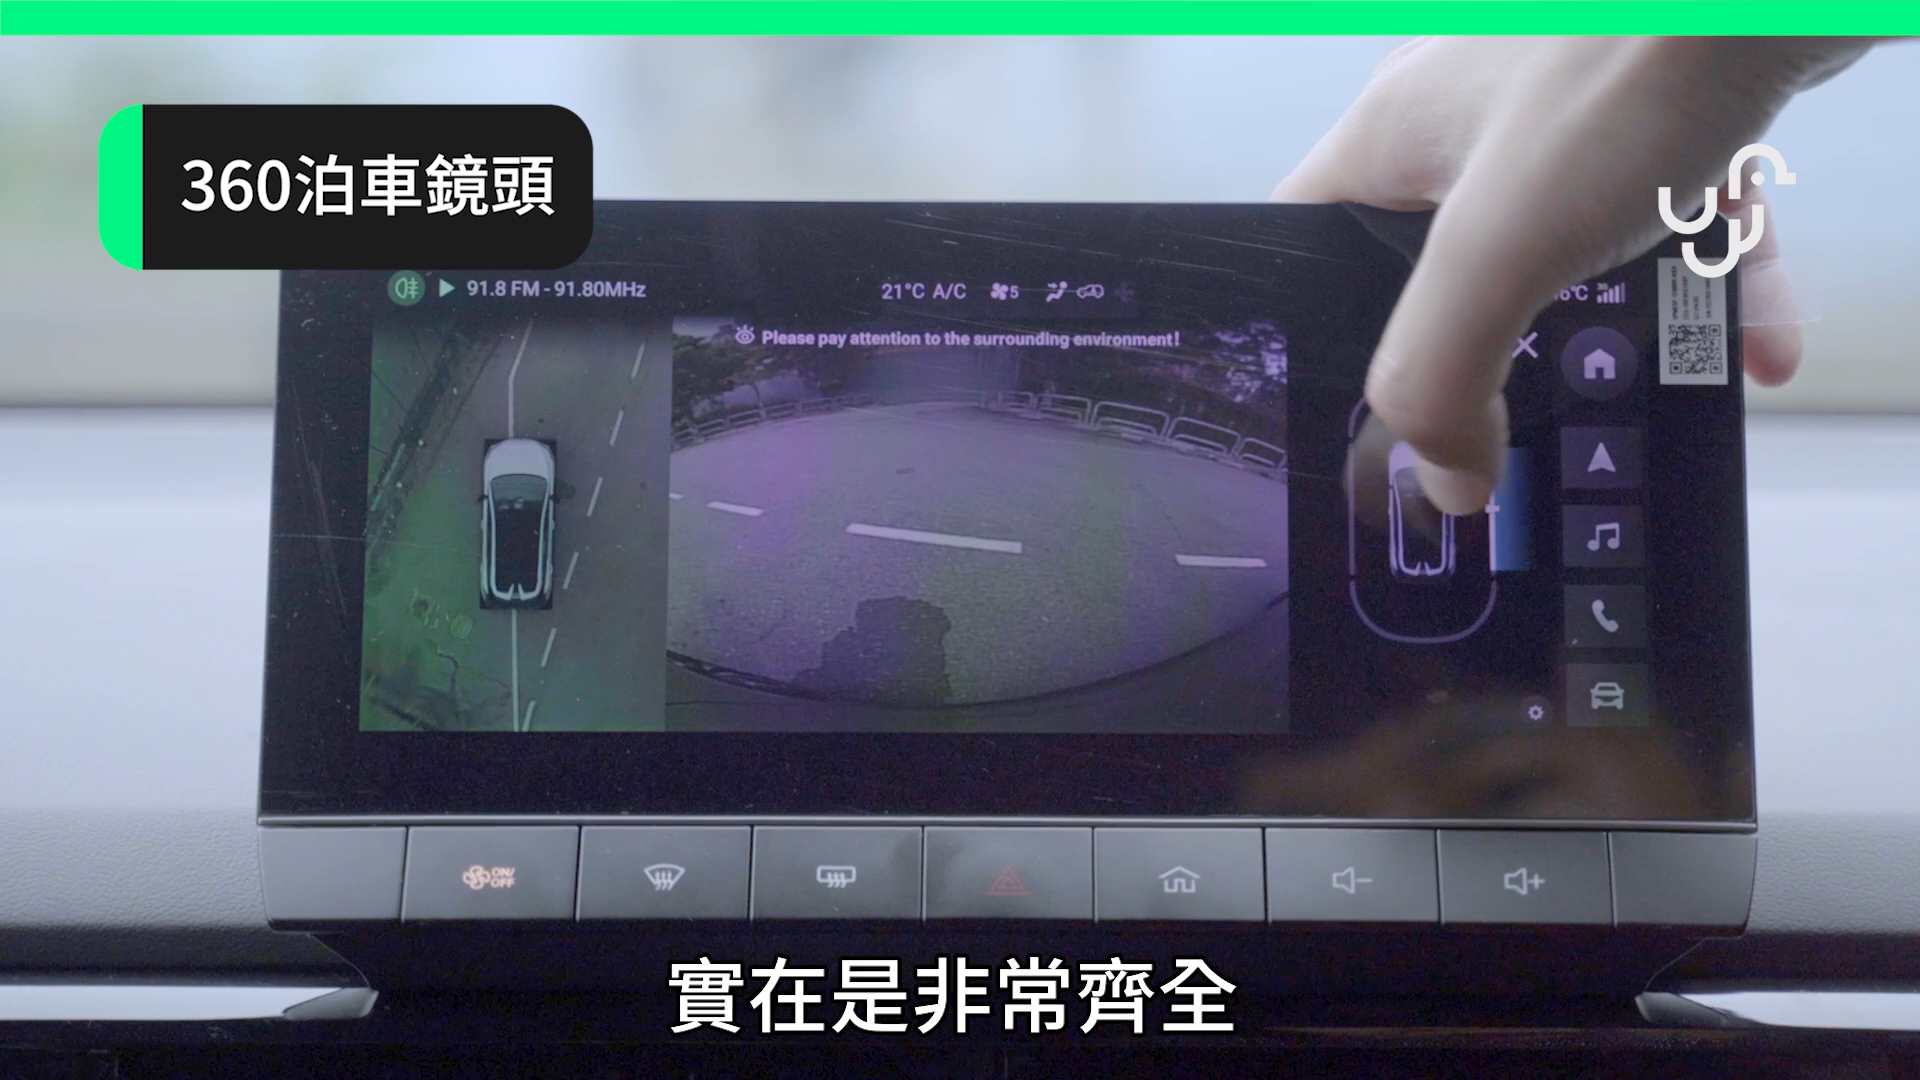 360泊車鏡頭
91.8 FM - 91.80MHz
21°C A/C
5
6°C
Please pay attention to the surrounding environment!
ON/
OFF
實在是非常齊全